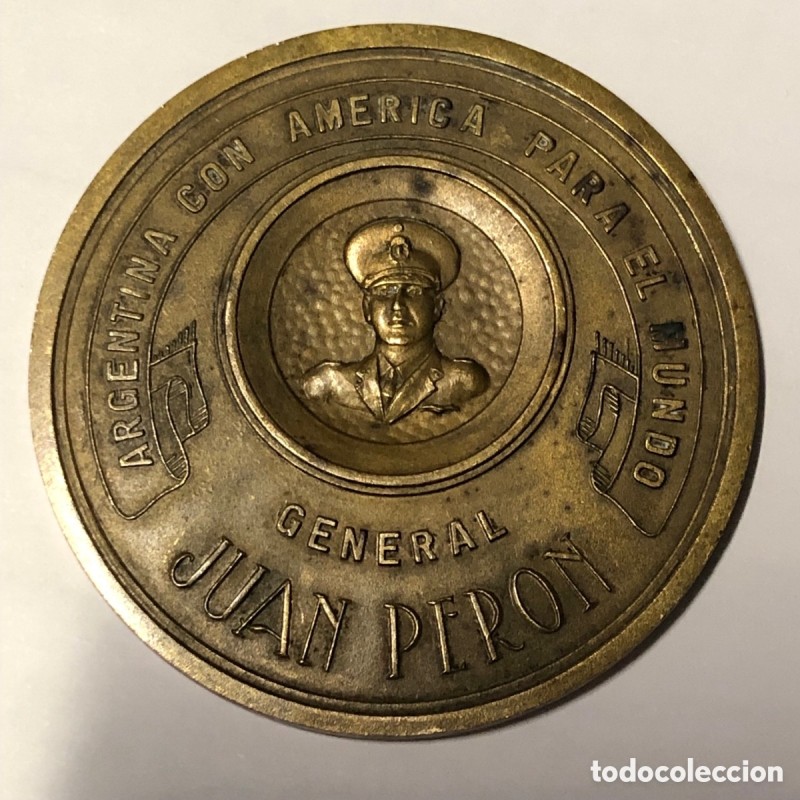 ARGENTINA CON AMERICA PARA EL MUNDO
GENERAL
JUAN PERON
todocoleccion